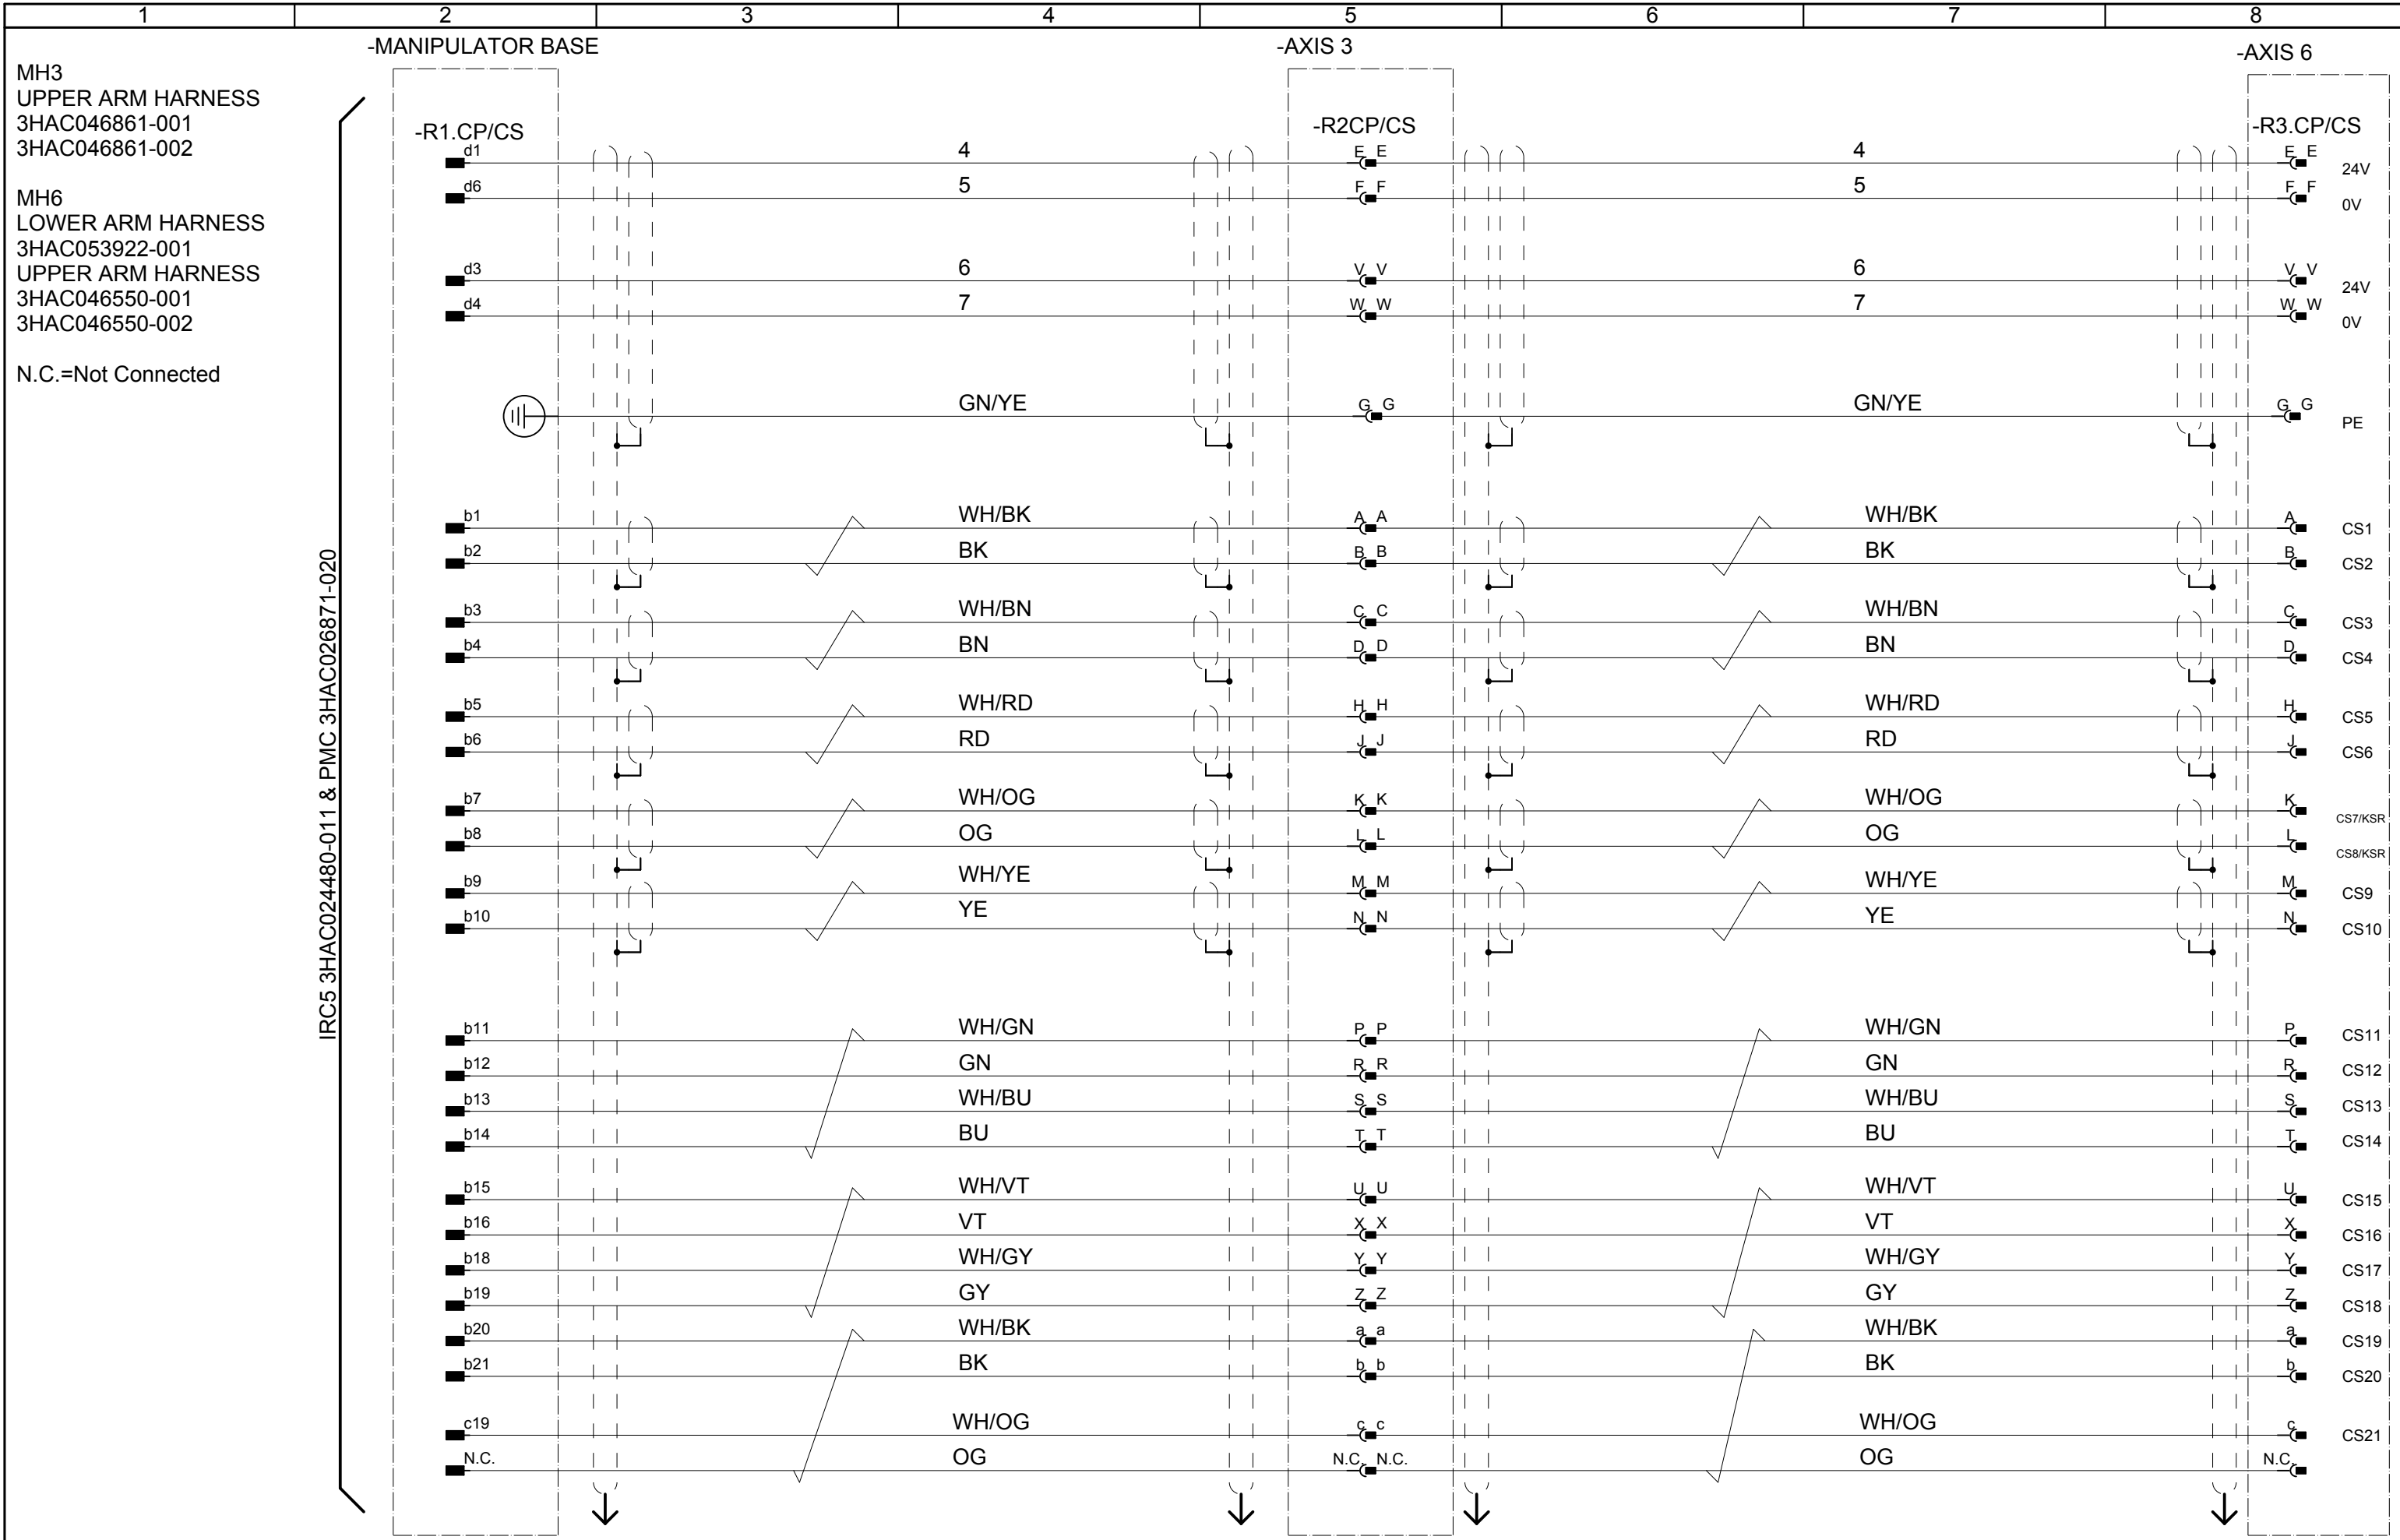 1 2 3 4 5 6 7 8
-MANIPULATOR BASE -AXIS 3 -AXIS 6
MH3
UPPER ARM HARNESS
3HAC046861-001
3HAC046861-002
MH6
LOWER ARM HARNESS
3HAC053922-001
UPPER ARM HARNESS
3HAC046550-001
3HAC046550-002
N.C.=Not Connected
IRC5 3HAC024480-011 & PMC 3HAC026871-020
-R1.CP/CS -R2CP/CS -R3.CP/CS
d1 4 E E 4 E E 24V
d6 5 F F 5 F F 0V
d3 6 V V 6 V V 24V
d4 7 W W 7 W W 0V
GN/YE G G GN/YE G G PE
b1 WH/BK A A WH/BK A CS1
b2 BK B B BK B CS2
b3 WH/BN C C WH/BN C CS3
b4 BN D D BN D CS4
b5 WH/RD H H WH/RD H CS5
b6 RD J J RD J CS6
b7 WH/OG K K WH/OG K CS7/KSR
b8 OG L L OG L CS8/KSR
b9 WH/YE M M WH/YE M CS9
b10 YE N N YE N CS10
b11 WH/GN P P WH/GN P CS11
b12 GN R R GN R CS12
b13 WH/BU S S WH/BU S CS13
b14 BU T T BU T CS14
b15 WH/VT U U WH/VT U CS15
b16 VT X X VT X CS16
b18 WH/GY Y Y WH/GY Y CS17
b19 GY Z Z GY Z CS18
b20 WH/BK a a WH/BK a CS19
b21 BK b b BK b CS20
c19 WH/OG c c WH/OG c CS21
N.C. OG N.C. N.C. OG N.C.